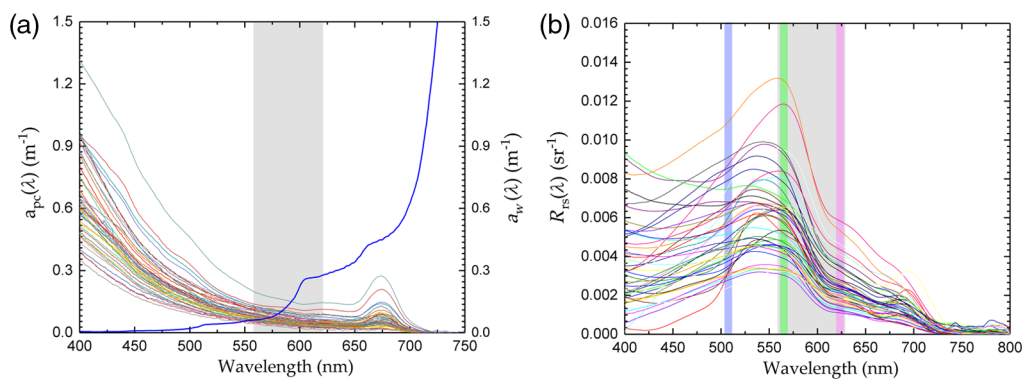 (a)
1.5
1.2
0.9
0.6
0.3
0.0
a_pc(λ) (m⁻¹)
400 450 500 550 600 650 700 750
Wavelength (nm)
1.5
1.2
0.9
0.6
0.3
0.0
a_w(λ) (m⁻¹)
(b)
0.016
0.014
0.012
0.010
0.008
0.006
0.004
0.002
0.000
R_rs(λ) (sr⁻¹)
400 450 500 550 600 650 700 750 800
Wavelength (nm)